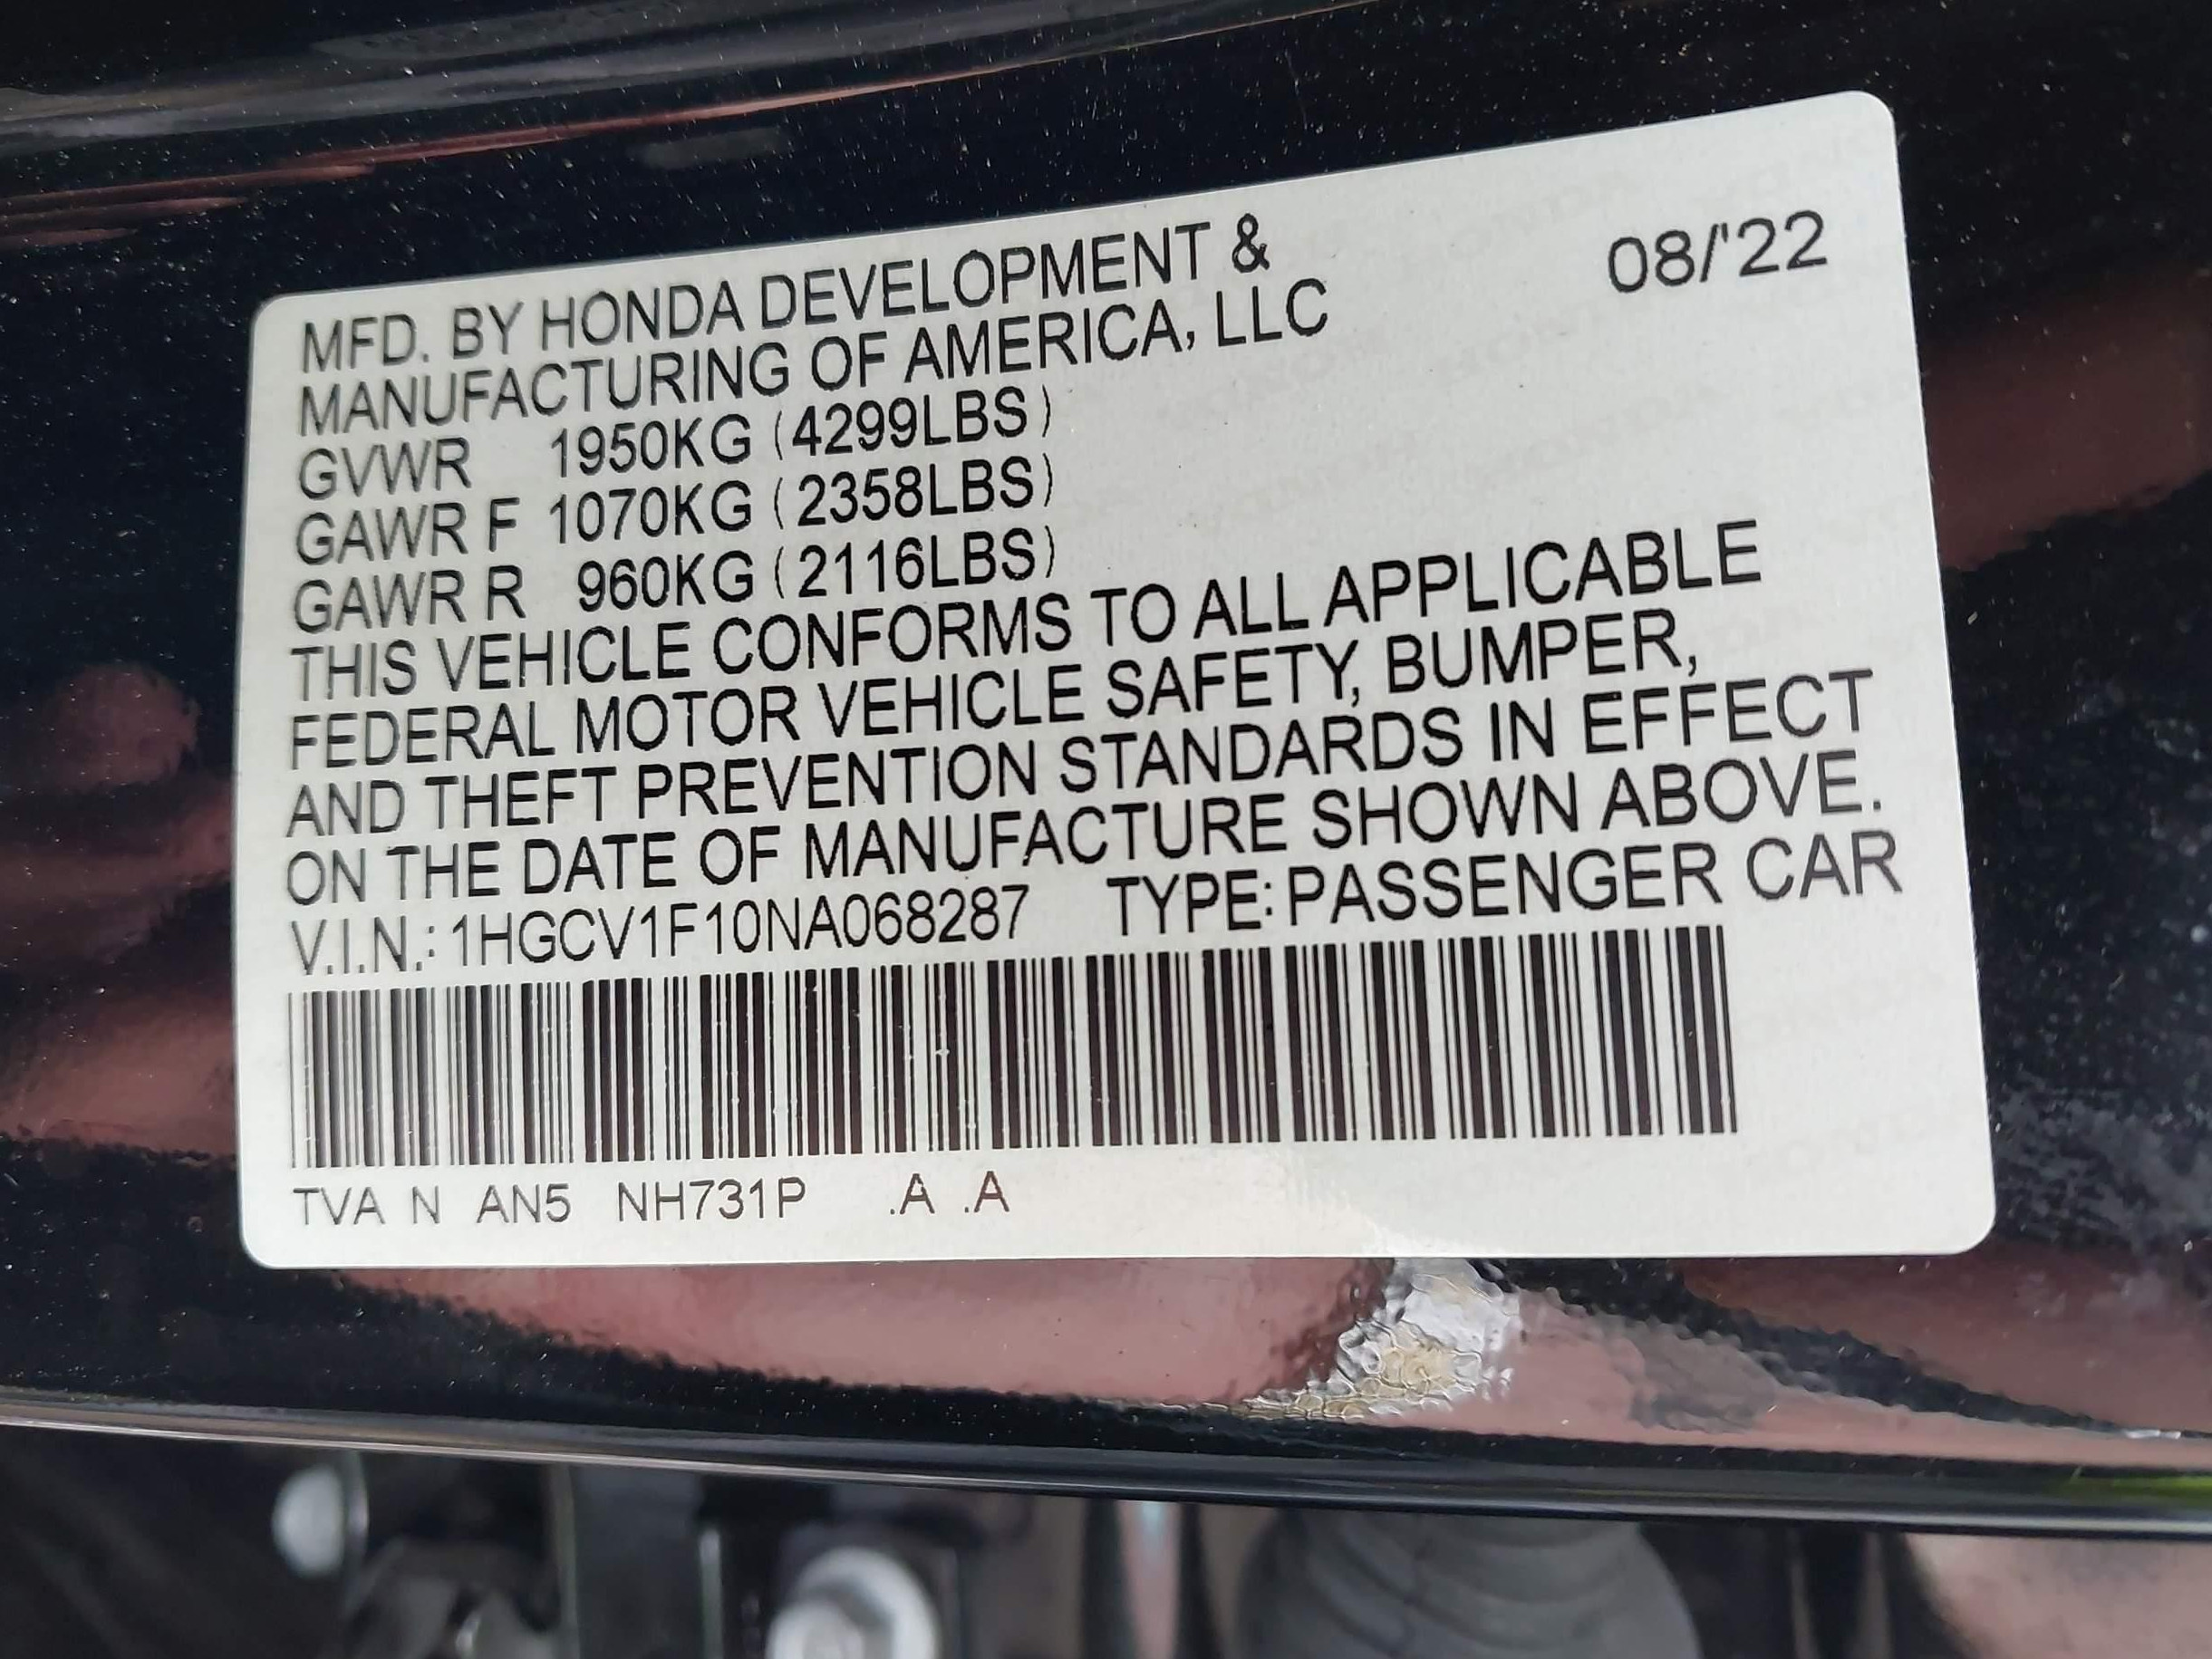 MFD. BY HONDA DEVELOPMENT &
MANUFACTURING OF AMERICA, LLC
08/'22
GVWR 1950KG (4299LBS)
GAWR F 1070KG (2358LBS)
GAWR R 960KG (2116LBS)
THIS VEHICLE CONFORMS TO ALL APPLICABLE
FEDERAL MOTOR VEHICLE SAFETY, BUMPER,
AND THEFT PREVENTION STANDARDS IN EFFECT
ON THE DATE OF MANUFACTURE SHOWN ABOVE.
V.I.N.: 1HGCV1F10NA068287 TYPE: PASSENGER CAR
TVA N AN5 NH731P .A .A